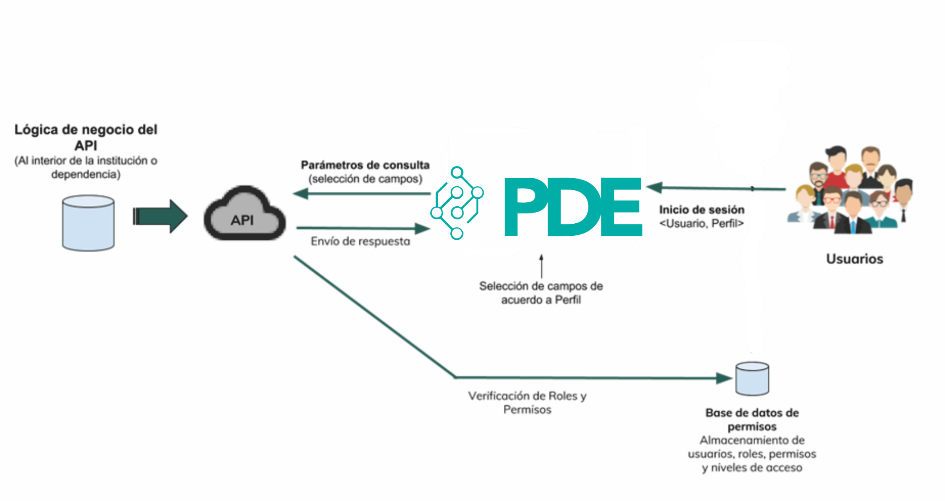 Lógica de negocio del
API
(Al interior de la institución o
dependencia)
API
Parámetros de consulta
(selección de campos)
Envío de respuesta
PDE
Selección de campos de
acuerdo a Perfil
Inicio de sesión
<Usuario, Perfil>
Usuarios
Verificación de Roles y
Permisos
Base de datos de
permisos
Almacenamiento de
usuarios, roles, permisos
y niveles de acceso